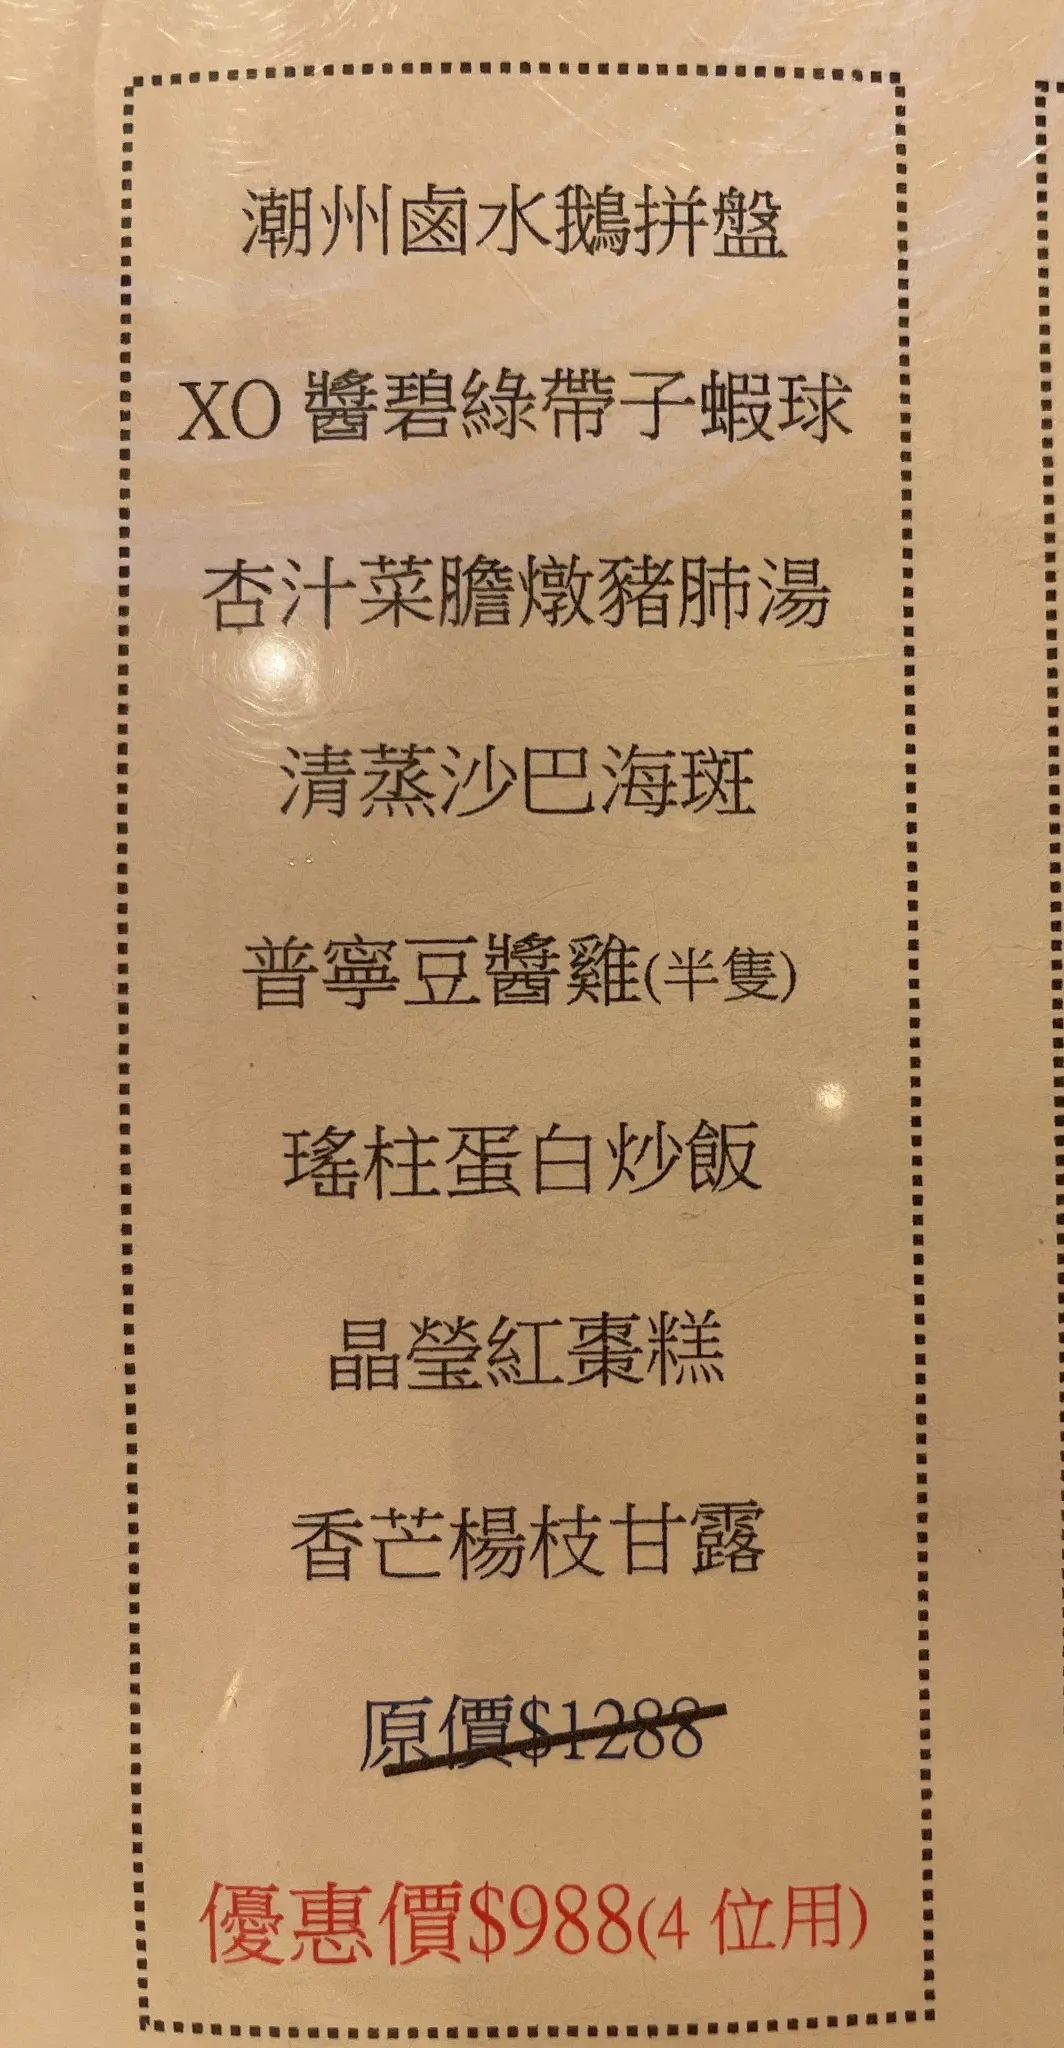 潮州鹵水鵝拼盤
XO 醬碧綠帶子蝦球
杏汁菜膽燉豬肺湯
清蒸沙巴海斑
普寧豆醬雞(半隻)
瑤柱蛋白炒飯
晶瑩紅棗糕
香芒楊枝甘露
原價$1288
優惠價$988(4 位用)